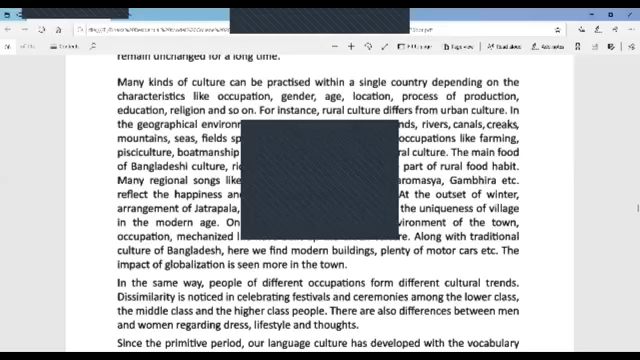 Contents
Page view
Read aloud
Add notes
remain unchanged for a long time.
Many kinds of culture can be practised within a single country depending on the
characteristics like occupation, gender, age, location, process of production,
education, religion and so on. For instance, rural culture differs from urban culture. In
the geographical environ nds, rivers, canals, creaks,
mountains, seas, fields sp occupations like farming,
pisciculture, boatmanship ral culture. The main food
of Bangladeshi culture, ri part of rural food habit.
Many regional songs like aromasya, Gambhira etc.
reflect the happiness an At the outset of winter,
arrangement of Jatrapala, the uniqueness of village
in the modern age. On vironment of the town,
occupation, mechanized Along with traditional
culture of Bangladesh, here we find modern buildings, plenty of motor cars etc. The
impact of globalization is seen more in the town.
In the same way, people of different occupations form different cultural trends.
Dissimilarity is noticed in celebrating festivals and ceremonies among the lower class,
the middle class and the higher class people. There are also differences between men
and women regarding dress, lifestyle and thoughts.
Since the primitive period, our language culture has developed with the vocabulary